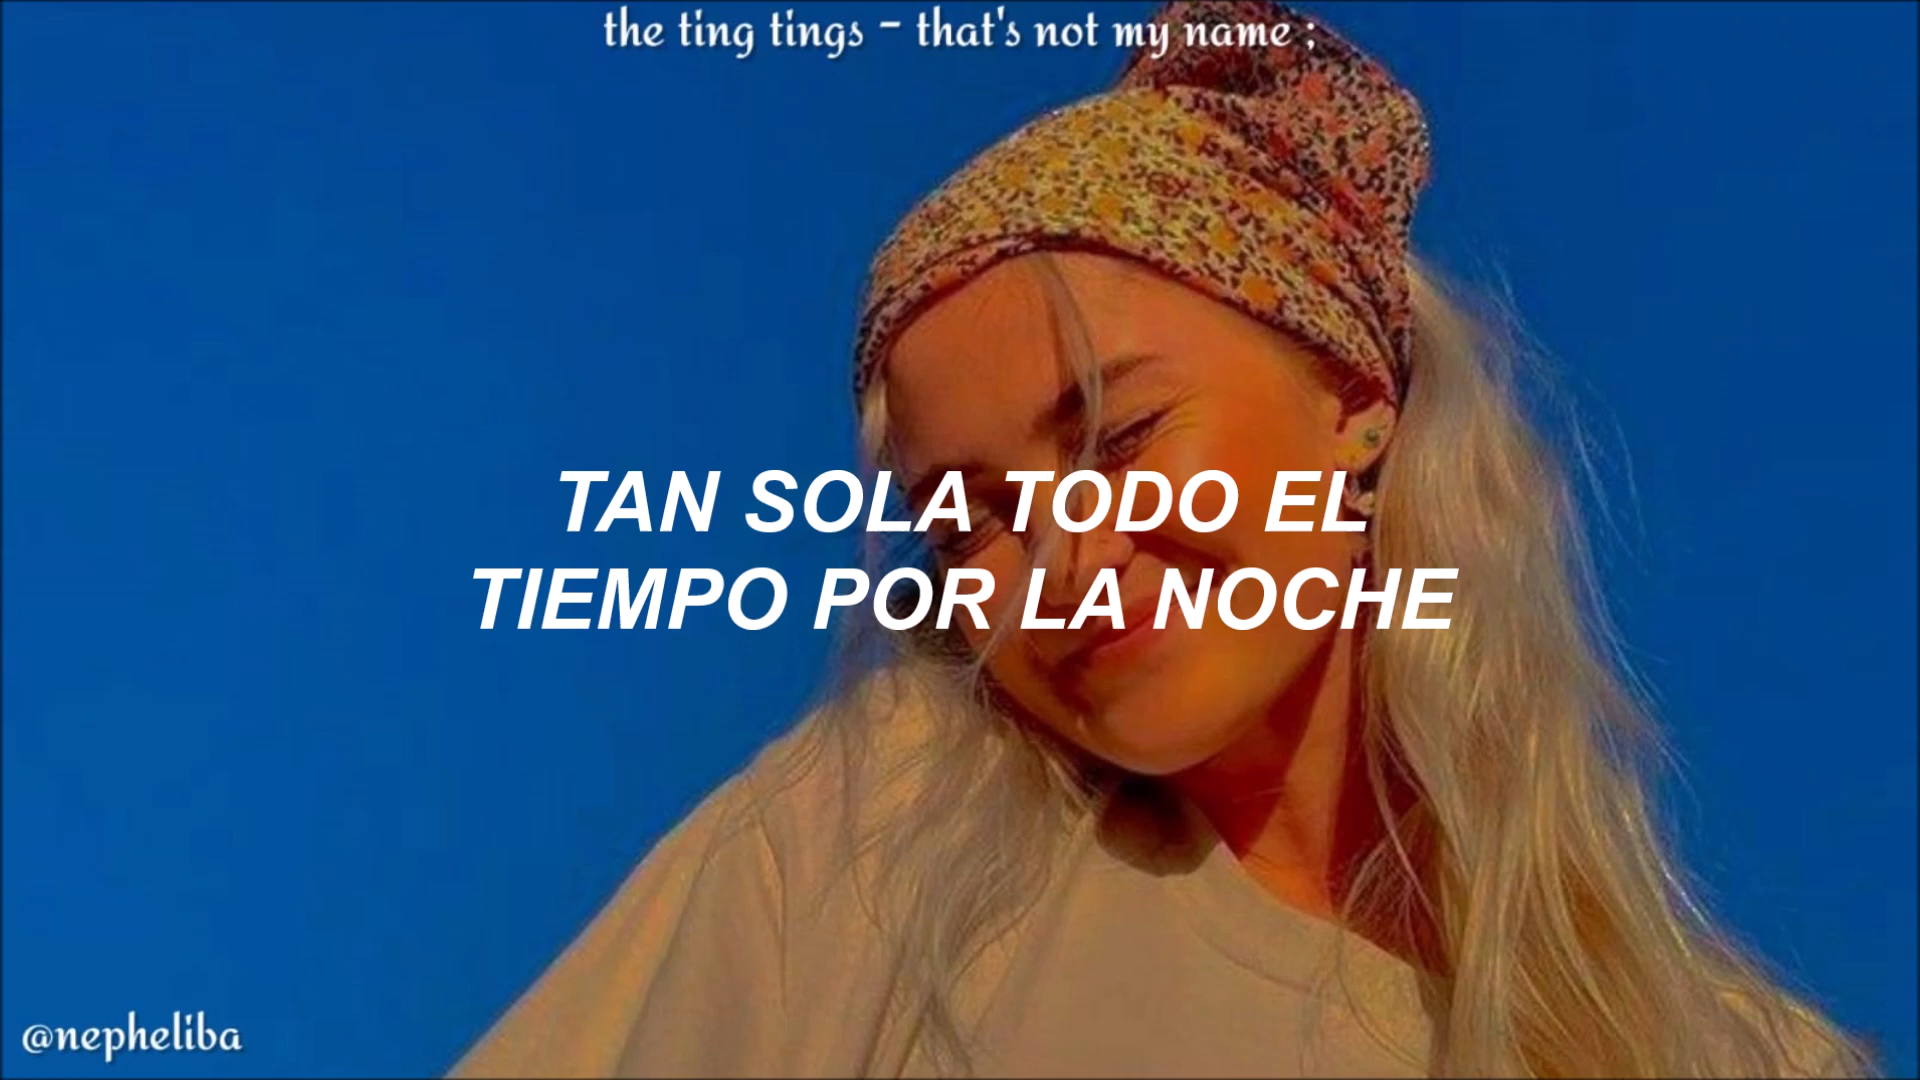 the ting tings - that's not my name ;
TAN SOLA TODO EL
TIEMPO POR LA NOCHE
@nepheliba